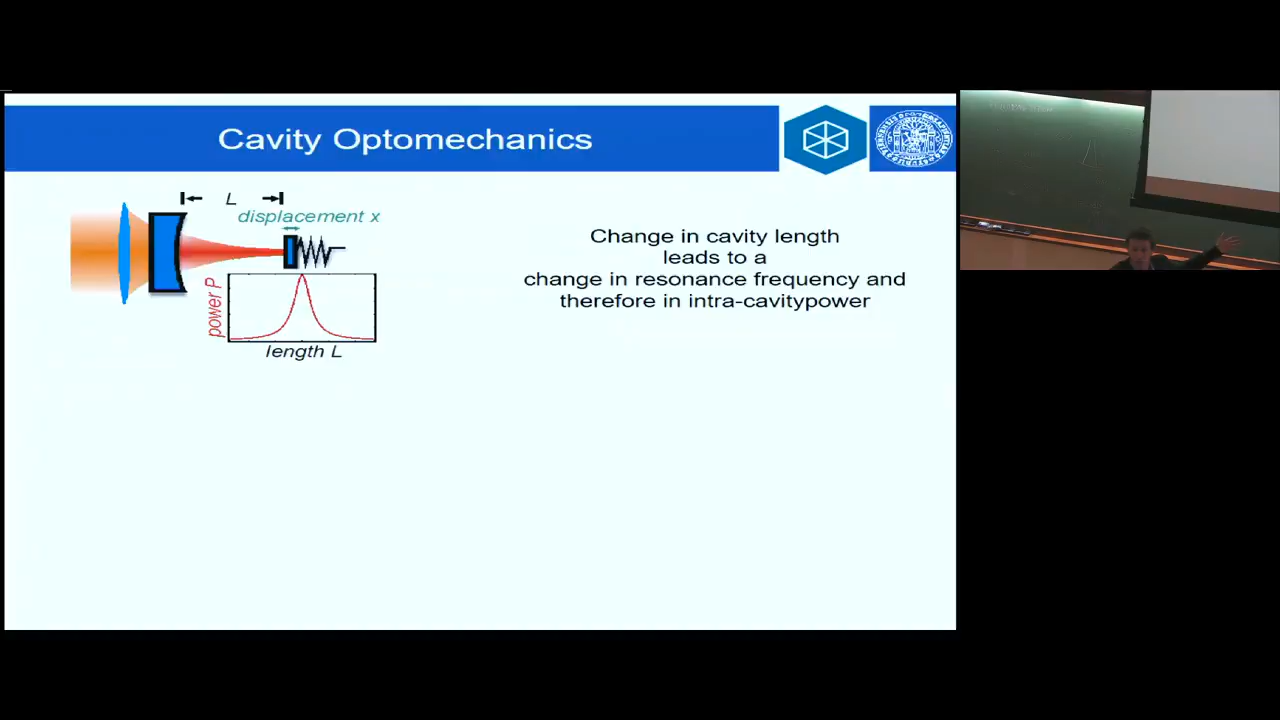 Cavity Optomechanics
L
displacement x
power P
length L
Change in cavity length
leads to a
change in resonance frequency and
therefore in intra-cavitypower